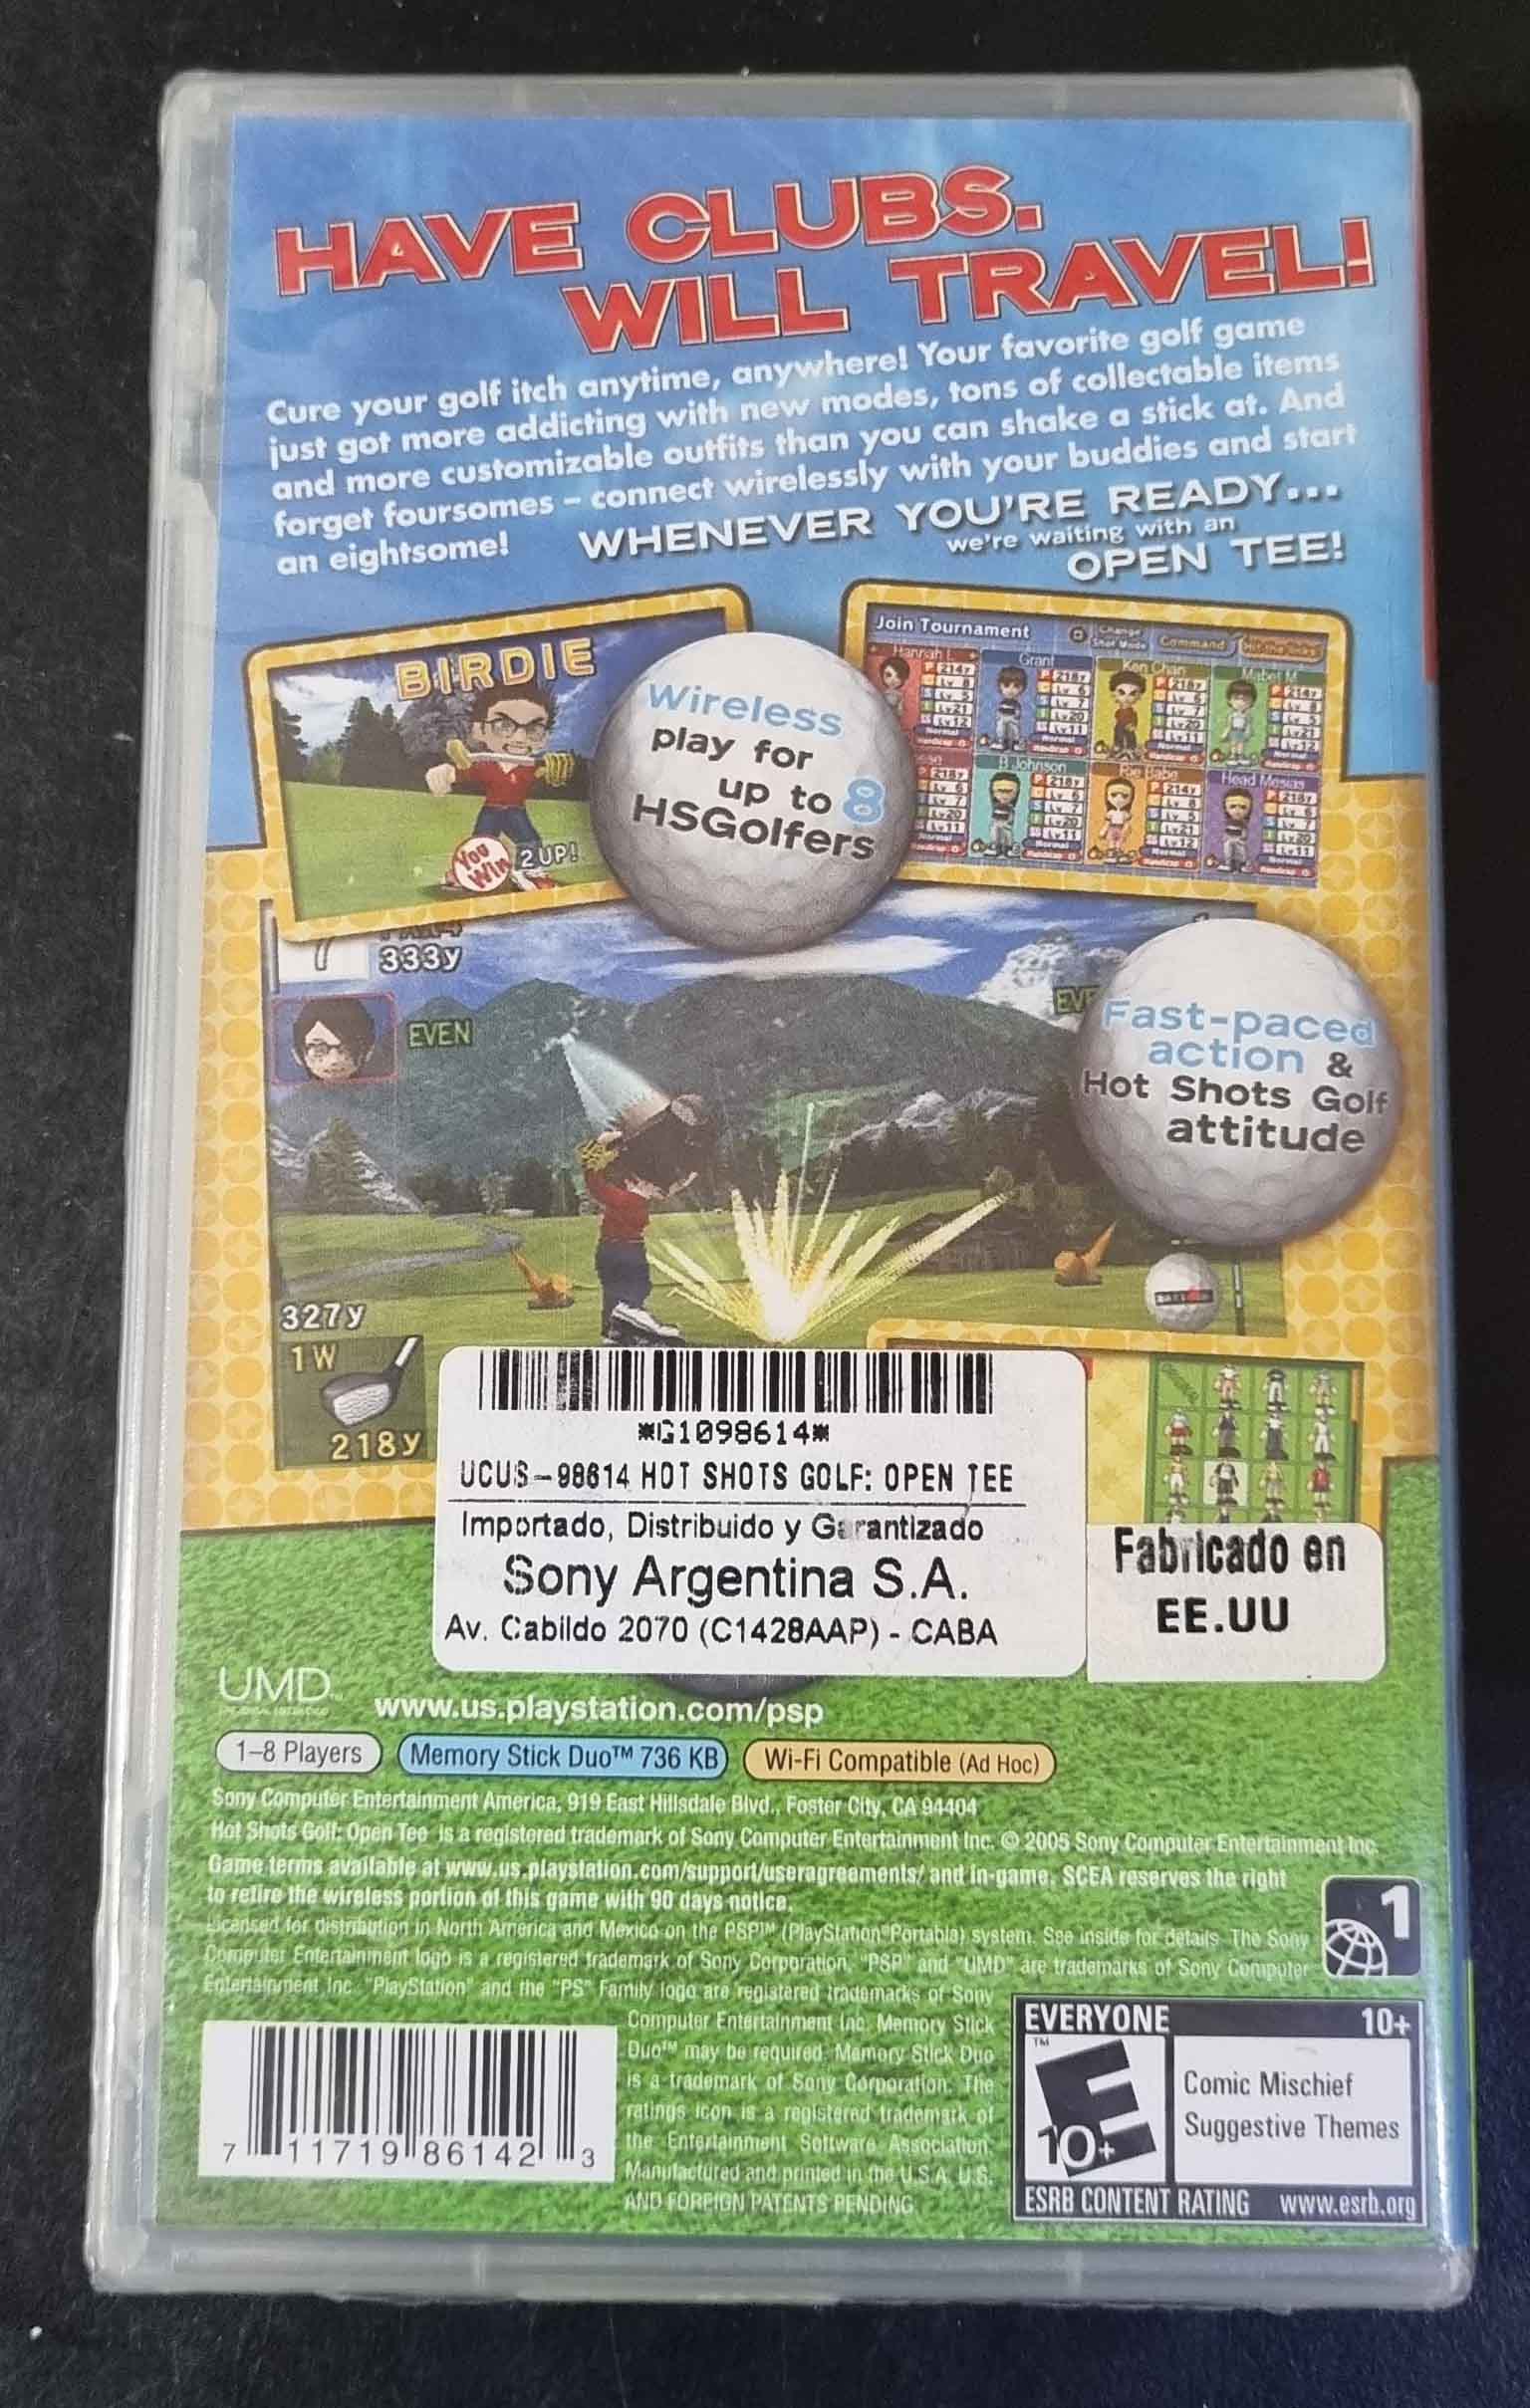 HAVE CLUBS.
WILL TRAVEL!
Cure your golf itch anytime, anywhere! Your favorite golf game
just got more addicting with new modes, tons of collectable items
and more customizable outfits than you can shake a stick at. And
forget foursomes – connect wirelessly with your buddies and start
an eightsome!
WHENEVER YOU'RE READY...
we're waiting with an
OPEN TEE!
BIRDIE
You
Win
2UP!
Wireless
play for
up to 8
HSGolfers
Join Tournament
Change
Shot Mode
Command
Hit the links
Hannah L
Grant
Ken Chan
Mabel M
B Johnson
Head Mosias
7
333y
EVEN
Fast-paced
action &
Hot Shots Golf
attitude
327y
1W
218y
*G1098614*
UCUS-98614 HOT SHOTS GOLF: OPEN TEE
Importado, Distribuido y Garantizado
Sony Argentina S.A.
Av. Cabildo 2070 (C1428AAP) - CABA
Fabricado en
EE.UU
UMD
www.us.playstation.com/psp
1–8 Players
Memory Stick Duo™ 736 KB
Wi-Fi Compatible (Ad Hoc)
Sony Computer Entertainment America, 919 East Hillsdale Blvd., Foster City, CA 94404
Hot Shots Golf: Open Tee is a registered trademark of Sony Computer Entertainment Inc. © 2005 Sony Computer Entertainment Inc.
Game terms available at www.us.playstation.com/support/useragreements/ and in-game. SCEA reserves the right
to retire the wireless portion of this game with 90 days notice.
Licensed for distribution in North America and Mexico on the PSP™ (PlayStation®Portable) system. See inside for details. The Sony
Computer Entertainment logo is a registered trademark of Sony Corporation. "PSP" and "UMD" are trademarks of Sony Computer
Entertainment Inc. "PlayStation" and the "PS" Family logo are registered trademarks of Sony
Computer Entertainment Inc. Memory Stick
Duo™ may be required. Memory Stick Duo
is a trademark of Sony Corporation. The
ratings icon is a registered trademark of
the Entertainment Software Association.
Manufactured and printed in the U.S.A. U.S.
AND FOREIGN PATENTS PENDING
1
7 11719 86142 3
EVERYONE 10+
E
10+
™
Comic Mischief
Suggestive Themes
ESRB CONTENT RATING www.esrb.org